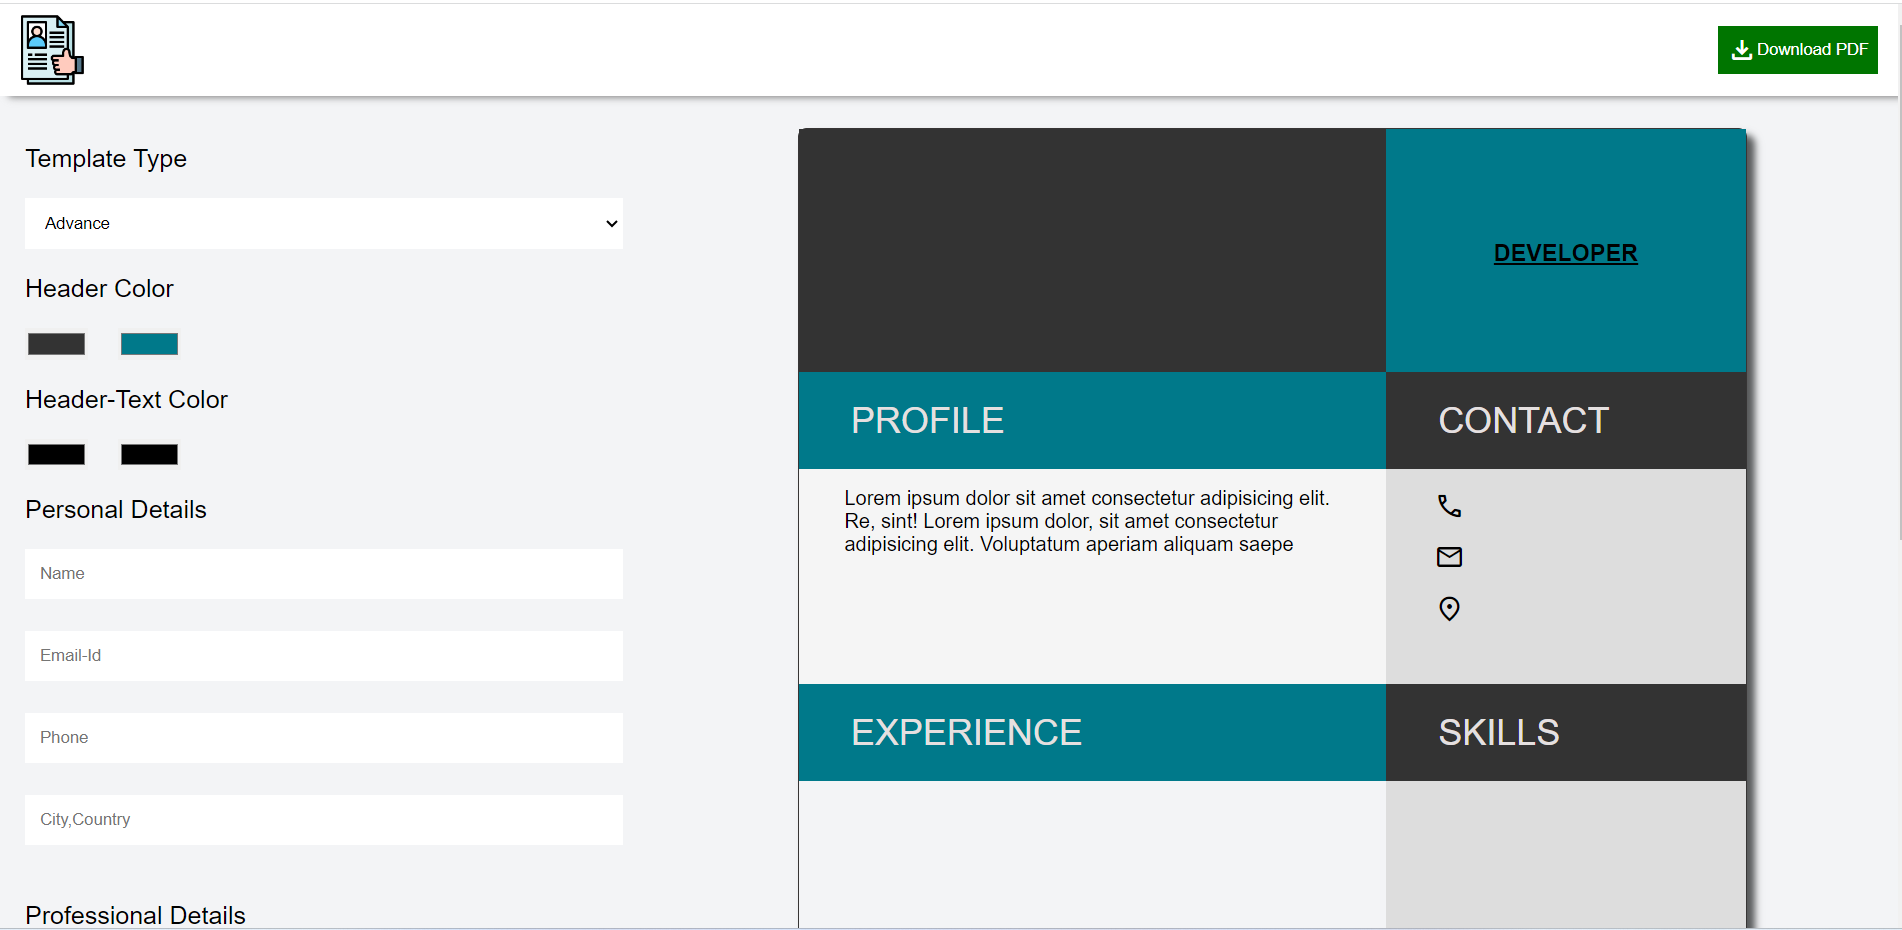 Download PDF
Template Type
Advance
Header Color
Header-Text Color
Personal Details
Name
Email-Id
Phone
City,Country
Professional Details
DEVELOPER
PROFILE
Lorem ipsum dolor sit amet consectetur adipisicing elit.
Re, sint! Lorem ipsum dolor, sit amet consectetur
adipisicing elit. Voluptatum aperiam aliquam saepe
CONTACT
EXPERIENCE
SKILLS